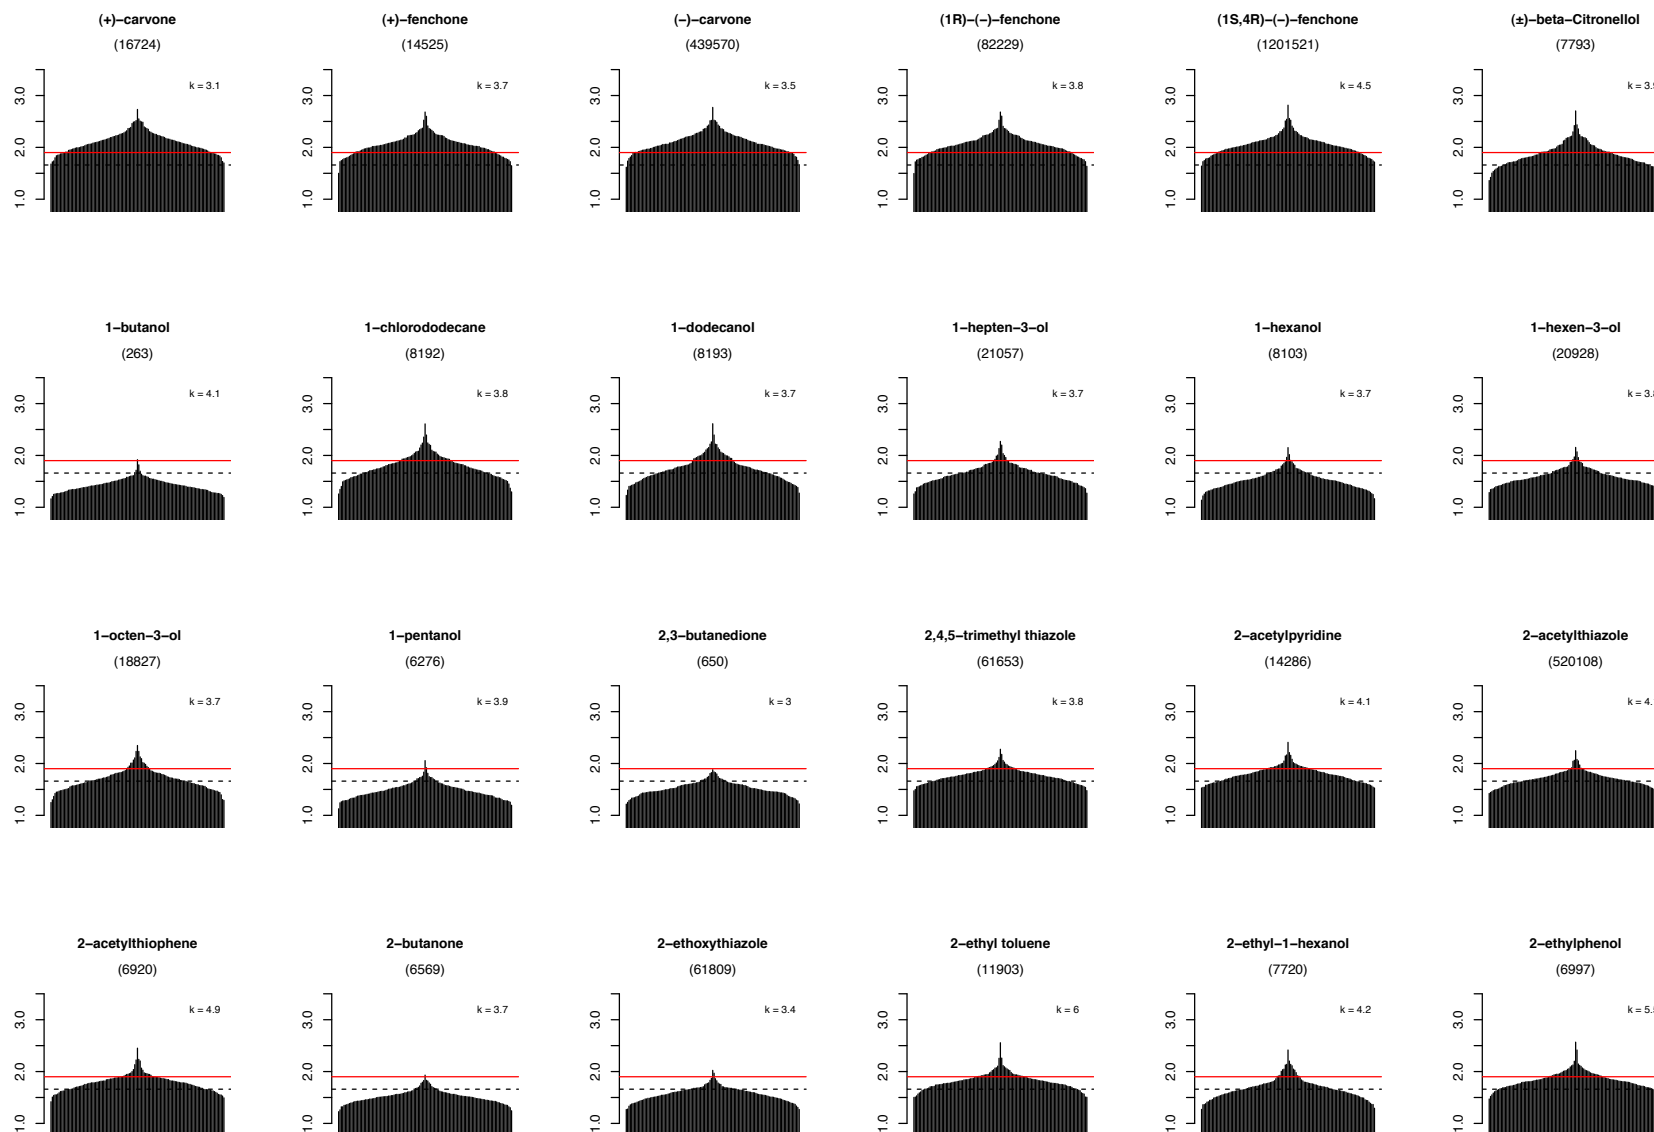 (+)−carvone
(16724)
k = 3.1
3.0
2.0
1.0
(+)−fenchone
(14525)
k = 3.7
3.0
2.0
1.0
(−)−carvone
(439570)
k = 3.5
3.0
2.0
1.0
(1R)−(−)−fenchone
(82229)
k = 3.8
3.0
2.0
1.0
(1S,4R)−(−)−fenchone
(1201521)
k = 4.5
3.0
2.0
1.0
(±)−beta−Citronellol
(7793)
k =
3.0
2.0
1.0
1−butanol
(263)
k = 4.1
3.0
2.0
1.0
1−chlorododecane
(8192)
k = 3.8
3.0
2.0
1.0
1−dodecanol
(8193)
k = 3.7
3.0
2.0
1.0
1−hepten−3−ol
(21057)
k = 3.7
3.0
2.0
1.0
1−hexanol
(8103)
k = 3.7
3.0
2.0
1.0
1−hexen−3−ol
(20928)
k =
3.0
2.0
1.0
1−octen−3−ol
(18827)
k = 3.7
3.0
2.0
1.0
1−pentanol
(6276)
k = 3.9
3.0
2.0
1.0
2,3−butanedione
(650)
k = 3
3.0
2.0
1.0
2,4,5−trimethyl thiazole
(61653)
k = 3.8
3.0
2.0
1.0
2−acetylpyridine
(14286)
k = 4.1
3.0
2.0
1.0
2−acetylthiazole
(520108)
k = 4.
3.0
2.0
1.0
2−acetylthiophene
(6920)
k = 4.9
3.0
2.0
1.0
2−butanone
(6569)
k = 3.7
3.0
2.0
1.0
2−ethoxythiazole
(61809)
k = 3.4
3.0
2.0
1.0
2−ethyl toluene
(11903)
k = 6
3.0
2.0
1.0
2−ethyl−1−hexanol
(7720)
k = 4.2
3.0
2.0
1.0
2−ethylphenol
(6997)
k =
3.0
2.0
1.0